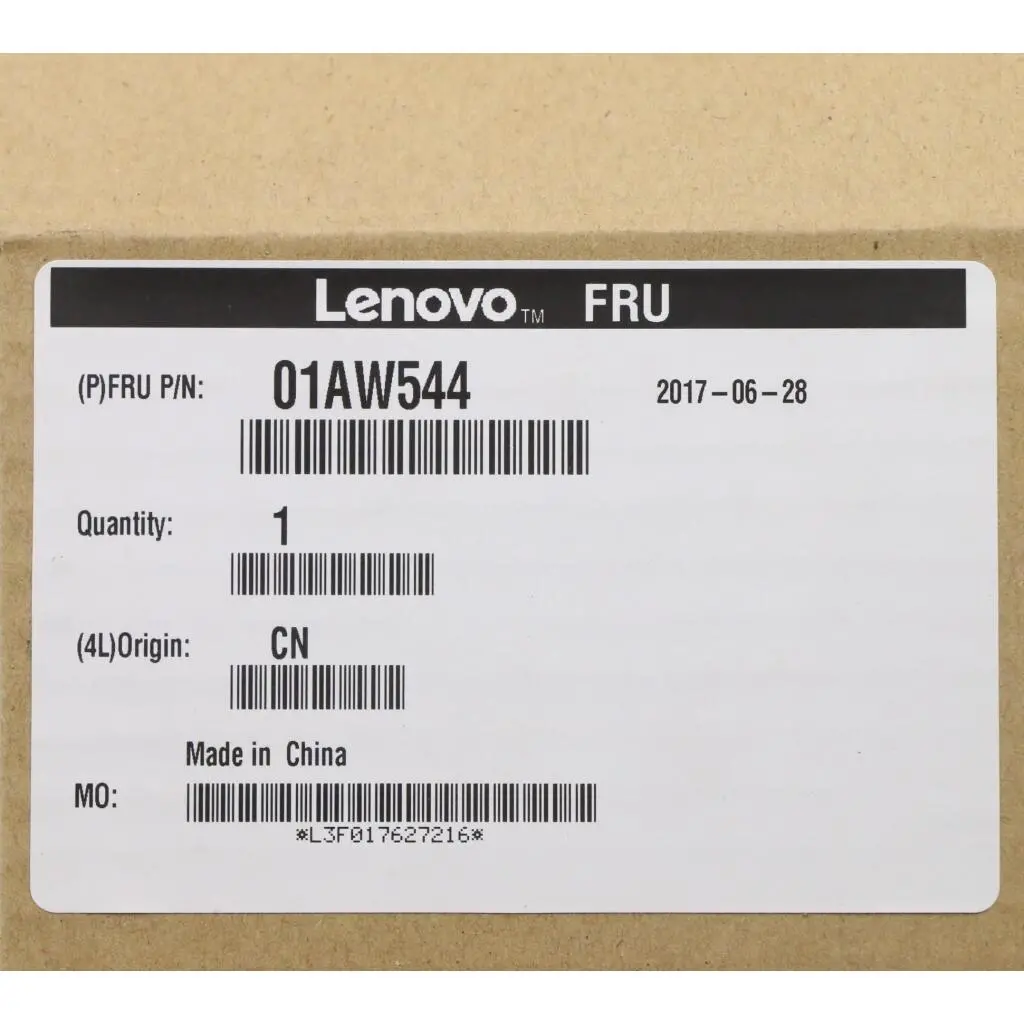 Lenovo™ FRU
(P)FRU P/N: 01AW544 2017-06-28
Quantity: 1
(4L)Origin: CN
Made in China
MO:
*L3F017627216*